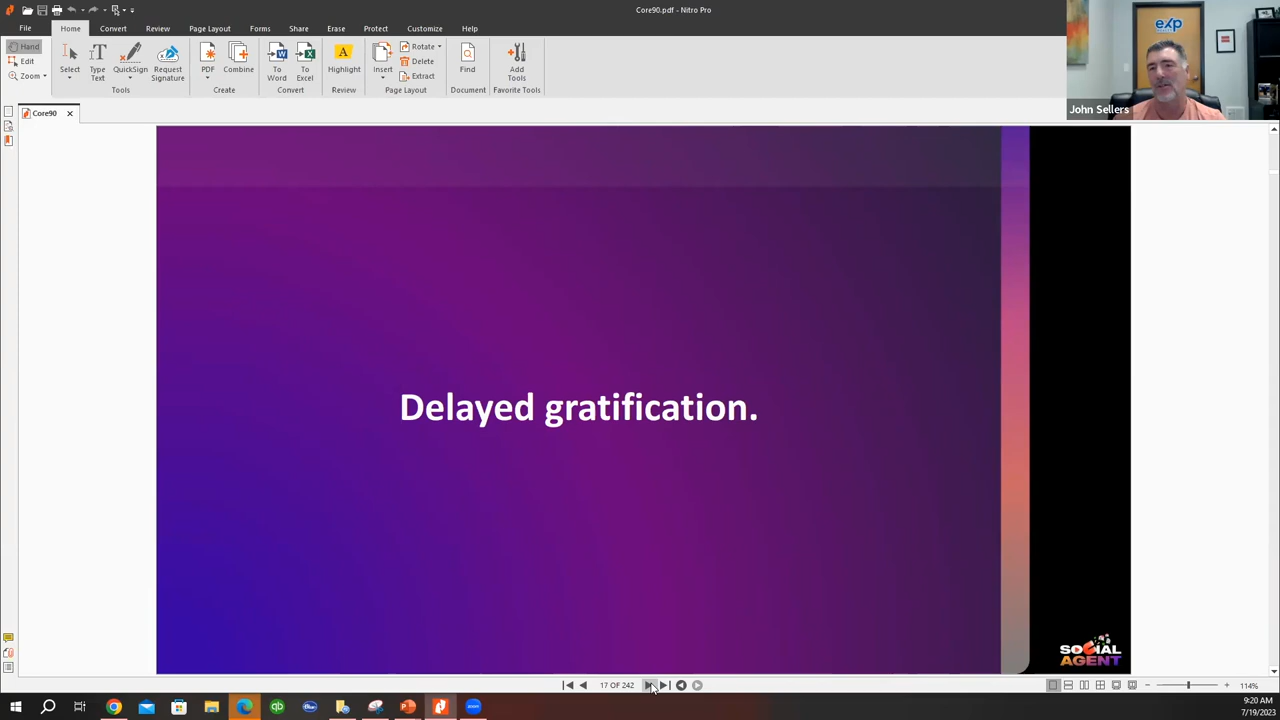 Core90.pdf - Nitro Pro
File Home Convert Review Page Layout Forms Share Erase Protect Customize Help
Hand
Edit
Zoom
Select
Type Text
QuickSign
Request Signature
Tools
PDF
Combine
Create
To Word
To Excel
Convert
Highlight
Review
Insert
Rotate
Delete
Extract
Page Layout
Find
Document
Add Tools
Favorite Tools
eXp
John Sellers
Core90
Delayed gratification.
SOCIAL
AGENT
17 OF 242
114%
9:20 AM
7/19/2023